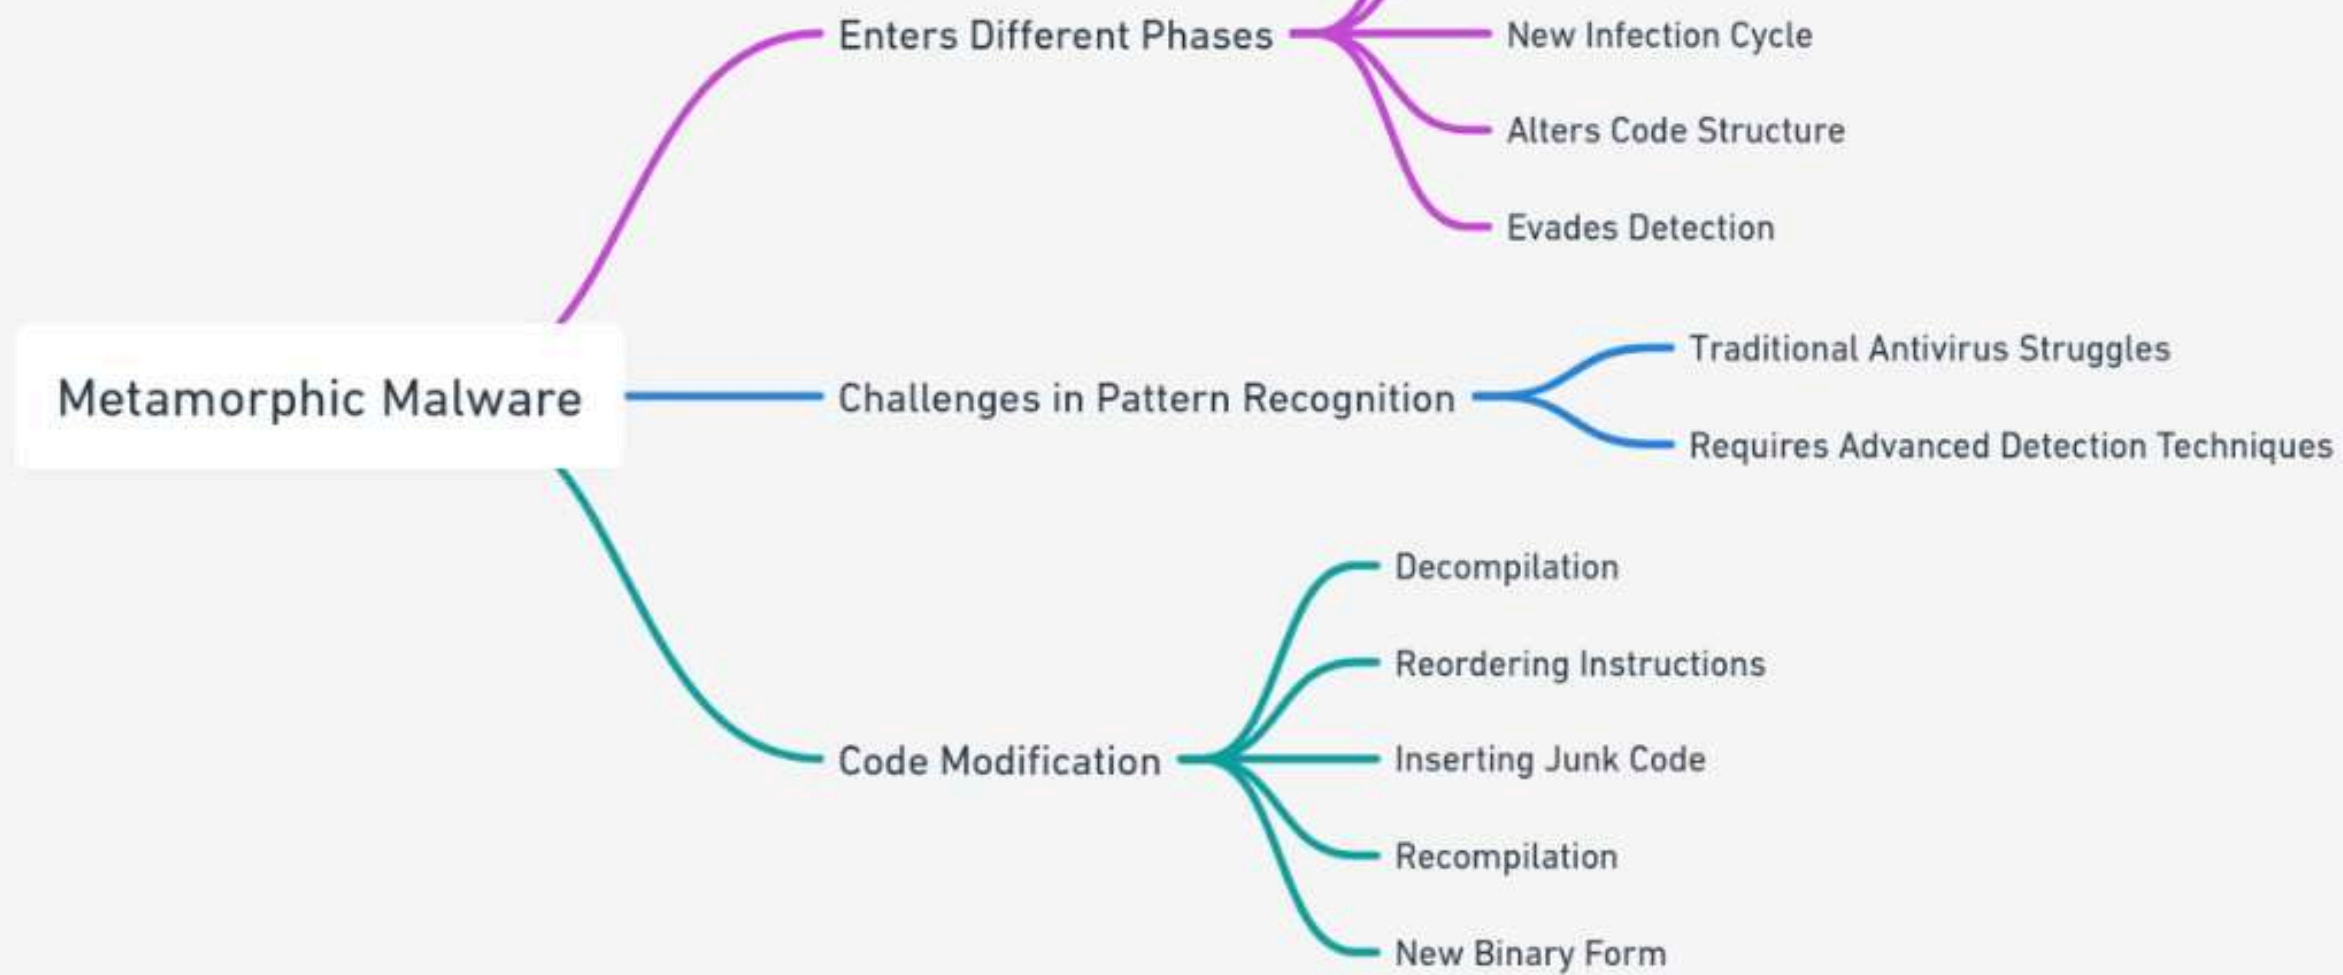 Enters Different Phases
New Infection Cycle
Alters Code Structure
Evades Detection
Metamorphic Malware
Challenges in Pattern Recognition
Traditional Antivirus Struggles
Requires Advanced Detection Techniques
Code Modification
Decompilation
Reordering Instructions
Inserting Junk Code
Recompilation
New Binary Form